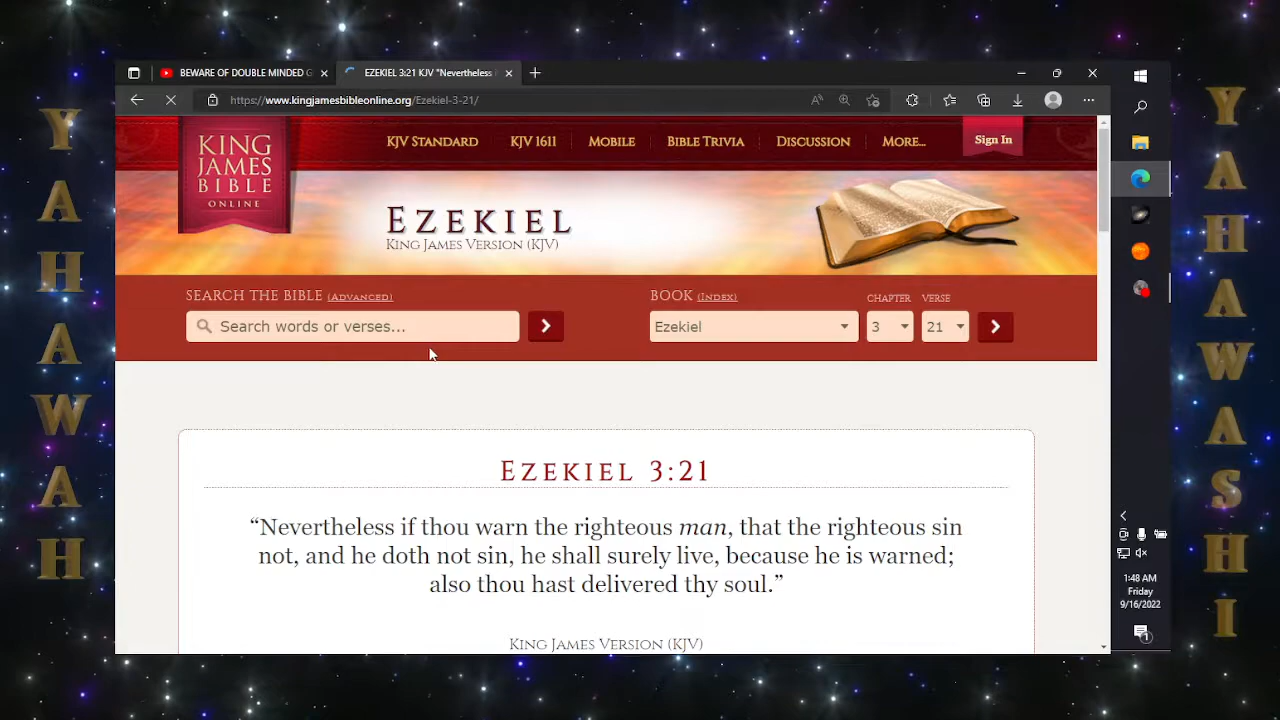 BEWARE OF DOUBLE MINDED G
EZEKIEL 3:21 KJV "Nevertheless i
https://www.kingjamesbibleonline.org/Ezekiel-3-21/
KING
JAMES
BIBLE
ONLINE
KJV STANDARD
KJV 1611
MOBILE
BIBLE TRIVIA
DISCUSSION
MORE...
Sign In
EZEKIEL
KING JAMES VERSION (KJV)
SEARCH THE BIBLE (ADVANCED)
Search words or verses...
BOOK (INDEX)
CHAPTER
VERSE
Ezekiel
3
21
EZEKIEL 3:21
“Nevertheless if thou warn the righteous man, that the righteous sin
not, and he doth not sin, he shall surely live, because he is warned;
also thou hast delivered thy soul.”
KING JAMES VERSION (KJV)
1:48 AM
Friday
9/16/2022
1
YAHAWAH
YAHAWASHI